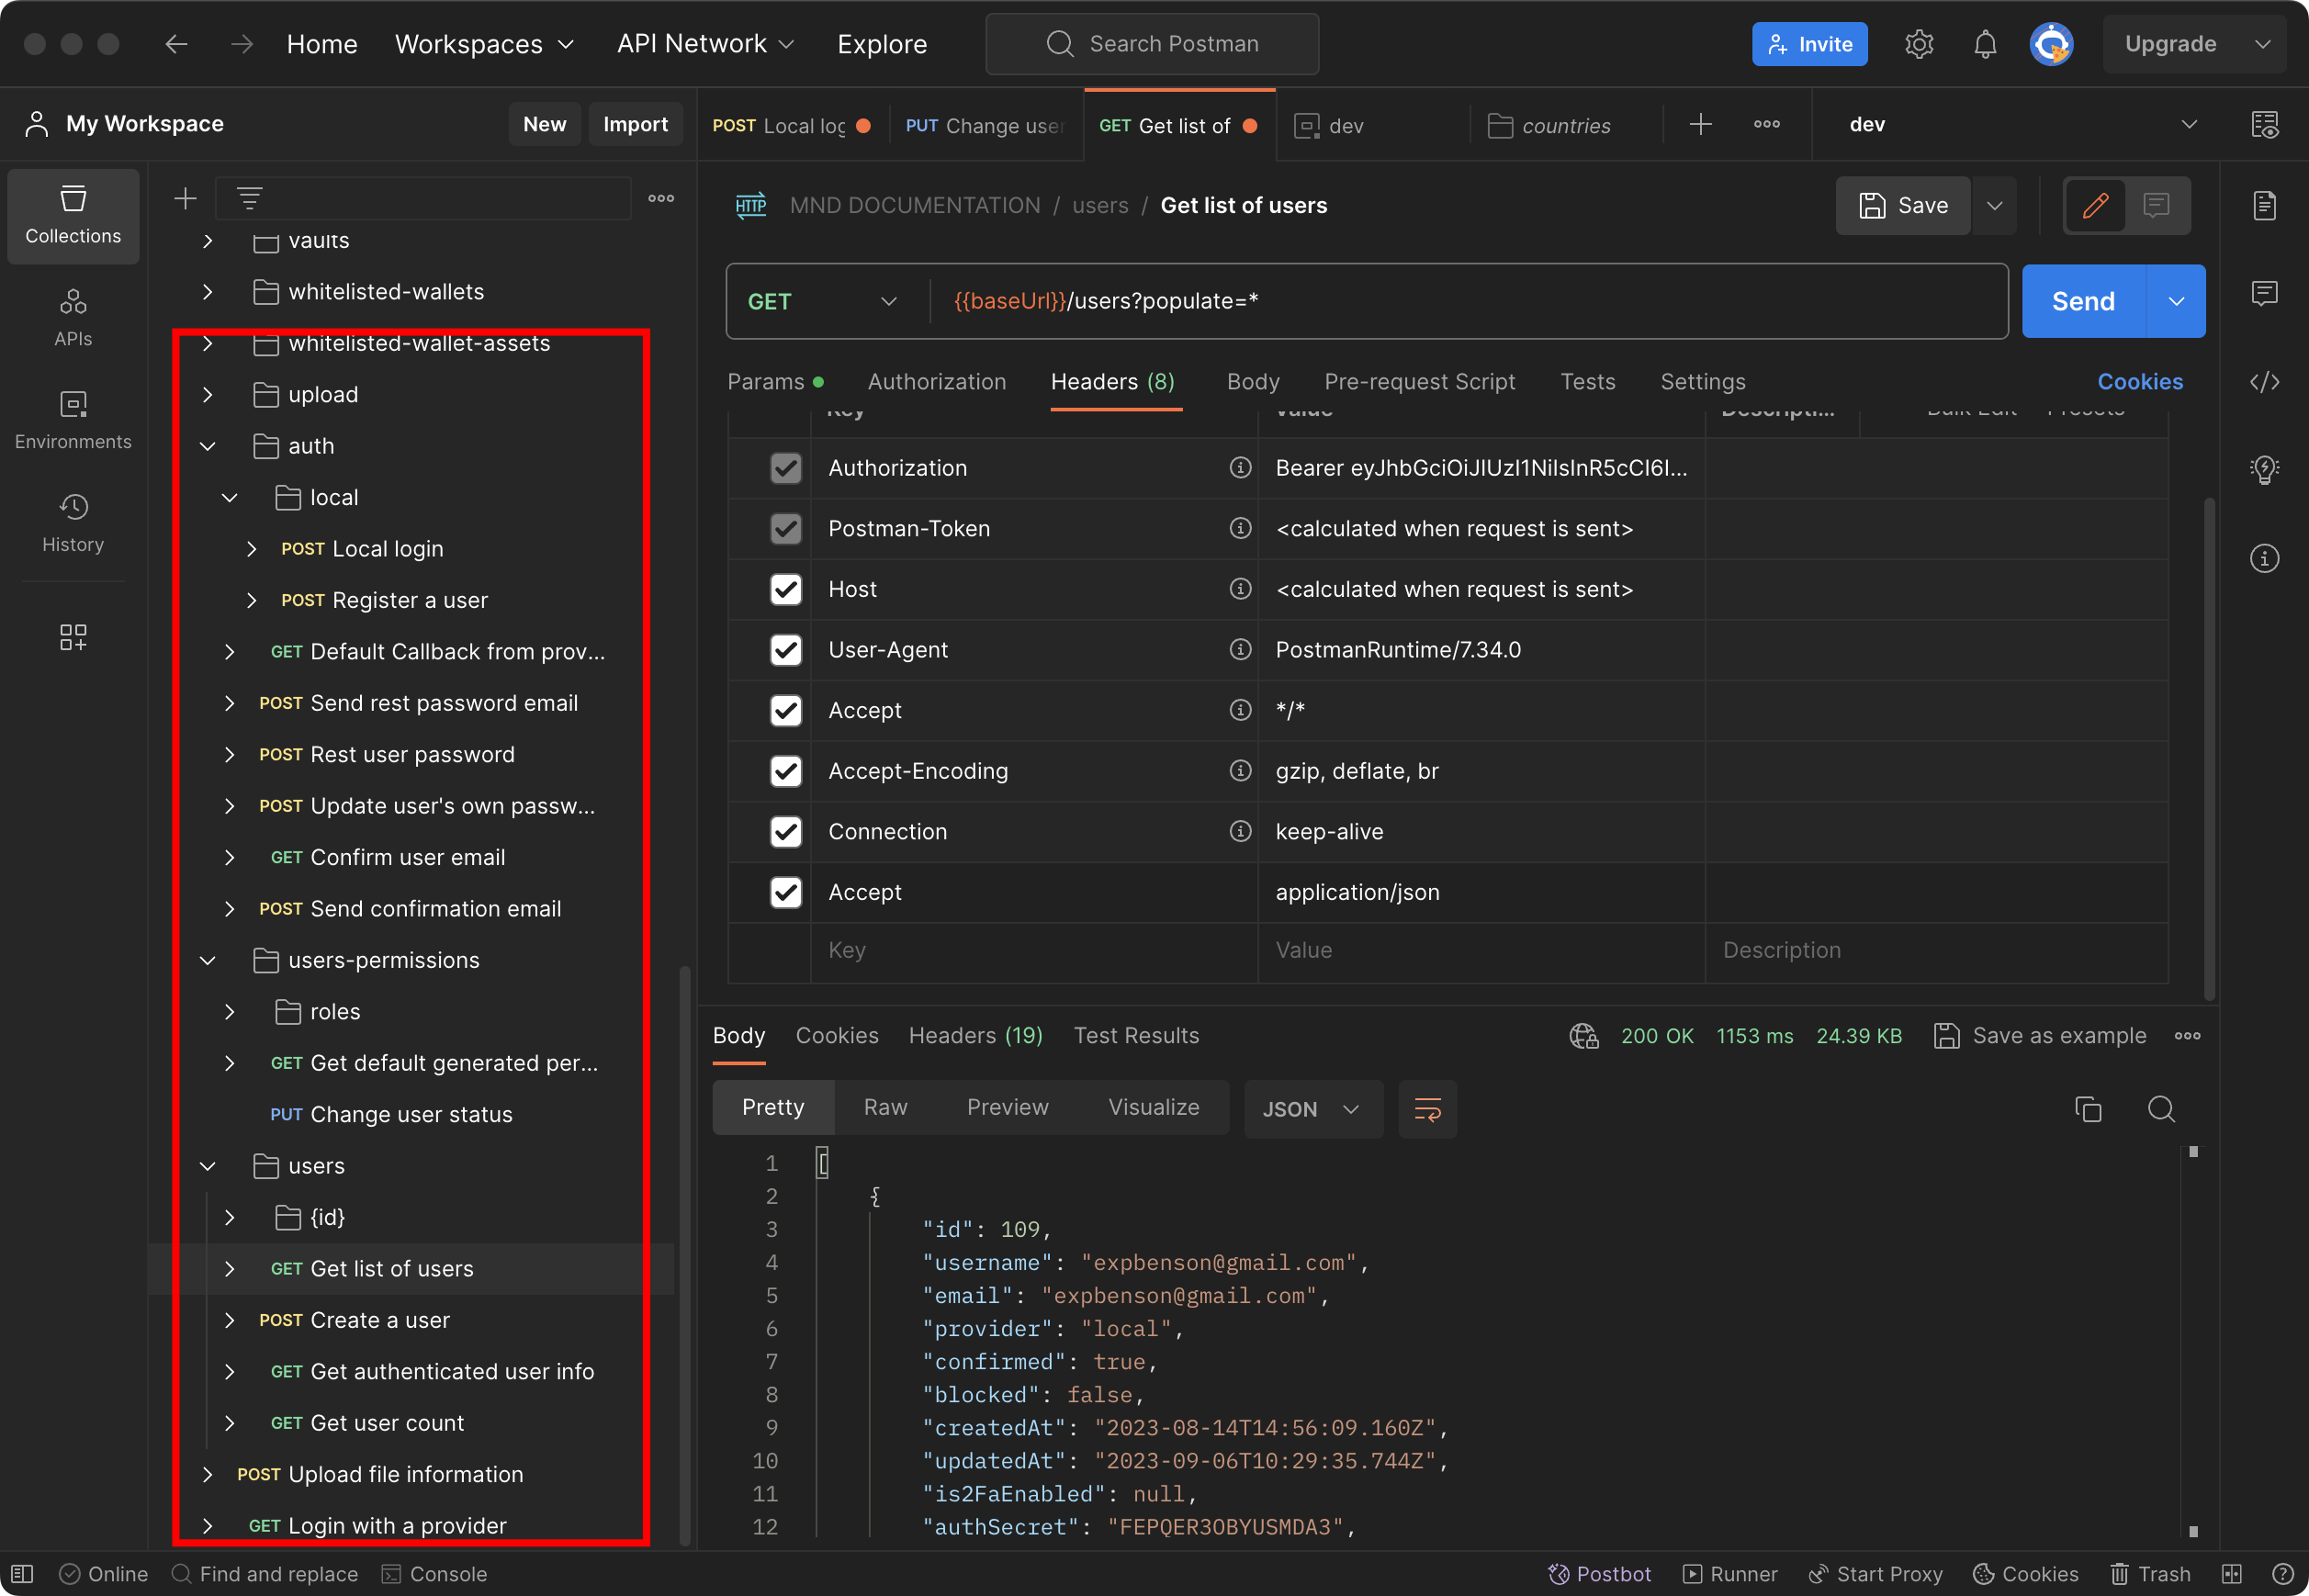 Home Workspaces API Network Explore Search Postman Invite Upgrade
My Workspace New Import
POST Local log PUT Change user GET Get list of dev countries dev
Collections
APIs
Environments
History
vaults
whitelisted-wallets
whitelisted-wallet-assets
upload
auth
local
POST Local login
POST Register a user
GET Default Callback from prov...
POST Send rest password email
POST Rest user password
POST Update user's own passw...
GET Confirm user email
POST Send confirmation email
users-permissions
roles
GET Get default generated per...
PUT Change user status
users
{id}
GET Get list of users
POST Create a user
GET Get authenticated user info
GET Get user count
POST Upload file information
GET Login with a provider
HTTP MND DOCUMENTATION / users / Get list of users Save
GET {{baseUrl}}/users?populate=* Send
Params Authorization Headers (8) Body Pre-request Script Tests Settings Cookies
Key Value Descripti... Bulk Edit Presets
Authorization Bearer eyJhbGciOiJIUzI1NiIsInR5cCI6I...
Postman-Token <calculated when request is sent>
Host <calculated when request is sent>
User-Agent PostmanRuntime/7.34.0
Accept */*
Accept-Encoding gzip, deflate, br
Connection keep-alive
Accept application/json
Key Value Description
Body Cookies Headers (19) Test Results 200 OK 1153 ms 24.39 KB Save as example
Pretty Raw Preview Visualize JSON
1 [
2 {
3 "id": 109,
4 "username": "expbenson@gmail.com",
5 "email": "expbenson@gmail.com",
6 "provider": "local",
7 "confirmed": true,
8 "blocked": false,
9 "createdAt": "2023-08-14T14:56:09.160Z",
10 "updatedAt": "2023-09-06T10:29:35.744Z",
11 "is2FaEnabled": null,
12 "authSecret": "FEPQER3OBYUSMDA3",
Online Find and replace Console Postbot Runner Start Proxy Cookies Trash